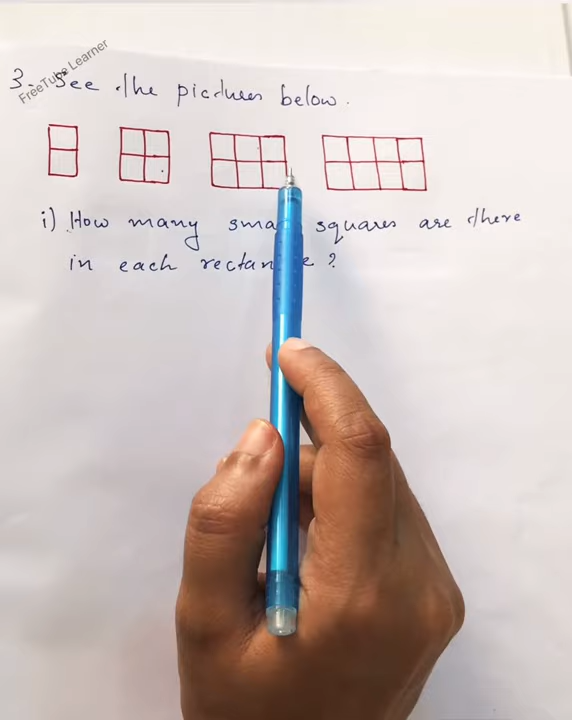 FreeTube Learner
3. See the pictures below.
i) How many squares are there
in each ?